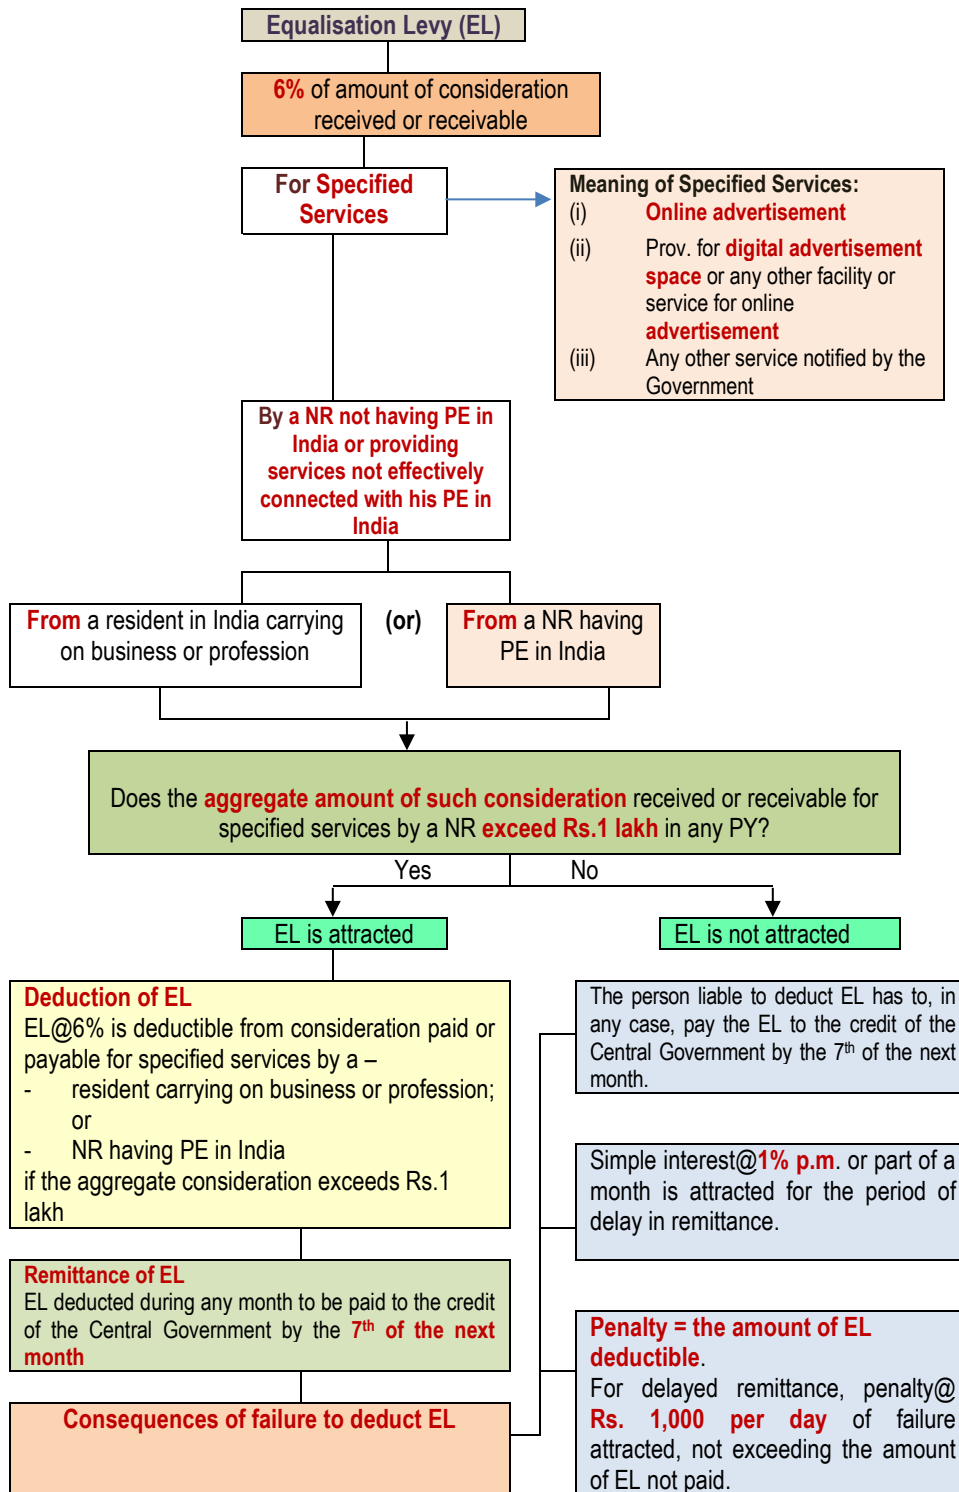 Equalisation Levy (EL)
6% of amount of consideration
received or receivable
For Specified
Services
Meaning of Specified Services:
(i) Online advertisement
(ii) Prov. for digital advertisement
space or any other facility or
service for online
advertisement
(iii) Any other service notified by the
Government
By a NR not having PE in
India or providing
services not effectively
connected with his PE in
India
From a resident in India carrying
on business or profession
(or)
From a NR having
PE in India
Does the aggregate amount of such consideration received or receivable for
specified services by a NR exceed Rs.1 lakh in any PY?
Yes No
EL is attracted
EL is not attracted
Deduction of EL
EL@6% is deductible from consideration paid or
payable for specified services by a –
- resident carrying on business or profession;
or
- NR having PE in India
if the aggregate consideration exceeds Rs.1
lakh
Remittance of EL
EL deducted during any month to be paid to the credit
of the Central Government by the 7th of the next
month
Consequences of failure to deduct EL
The person liable to deduct EL has to, in
any case, pay the EL to the credit of the
Central Government by the 7th of the next
month.
Simple interest@1% p.m. or part of a
month is attracted for the period of
delay in remittance.
Penalty = the amount of EL
deductible.
For delayed remittance, penalty@
Rs. 1,000 per day of failure
attracted, not exceeding the amount
of EL not paid.